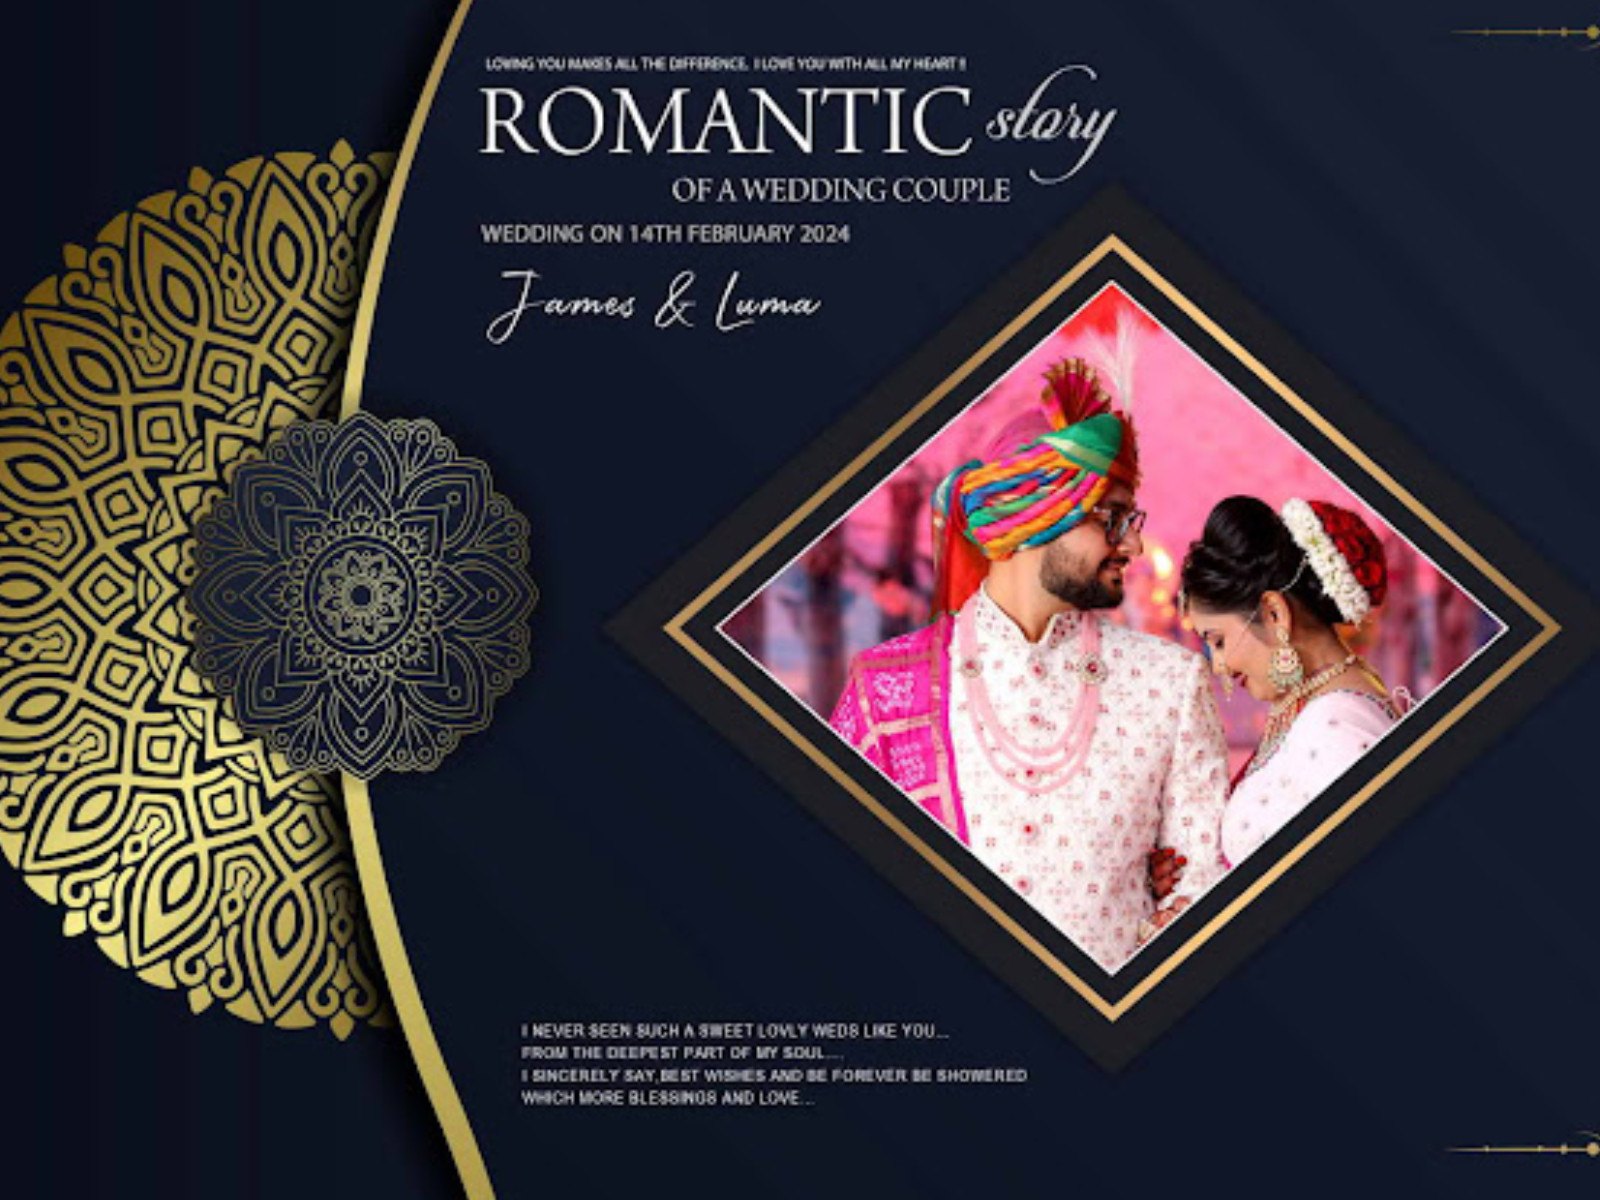 LOVING YOU MAKES ALL THE DIFFERENCE. I LOVE YOU WITH ALL MY HEART !!
ROMANTIC story
OF A WEDDING COUPLE
WEDDING ON 14TH FEBRUARY 2024
James & Luma
I NEVER SEEN SUCH A SWEET LOVLY WEDS LIKE YOU...
FROM THE DEEPEST PART OF MY SOUL....
I SINCERELY SAY,BEST WISHES AND BE FOREVER BE SHOWERED
WHICH MORE BLESSINGS AND LOVE...